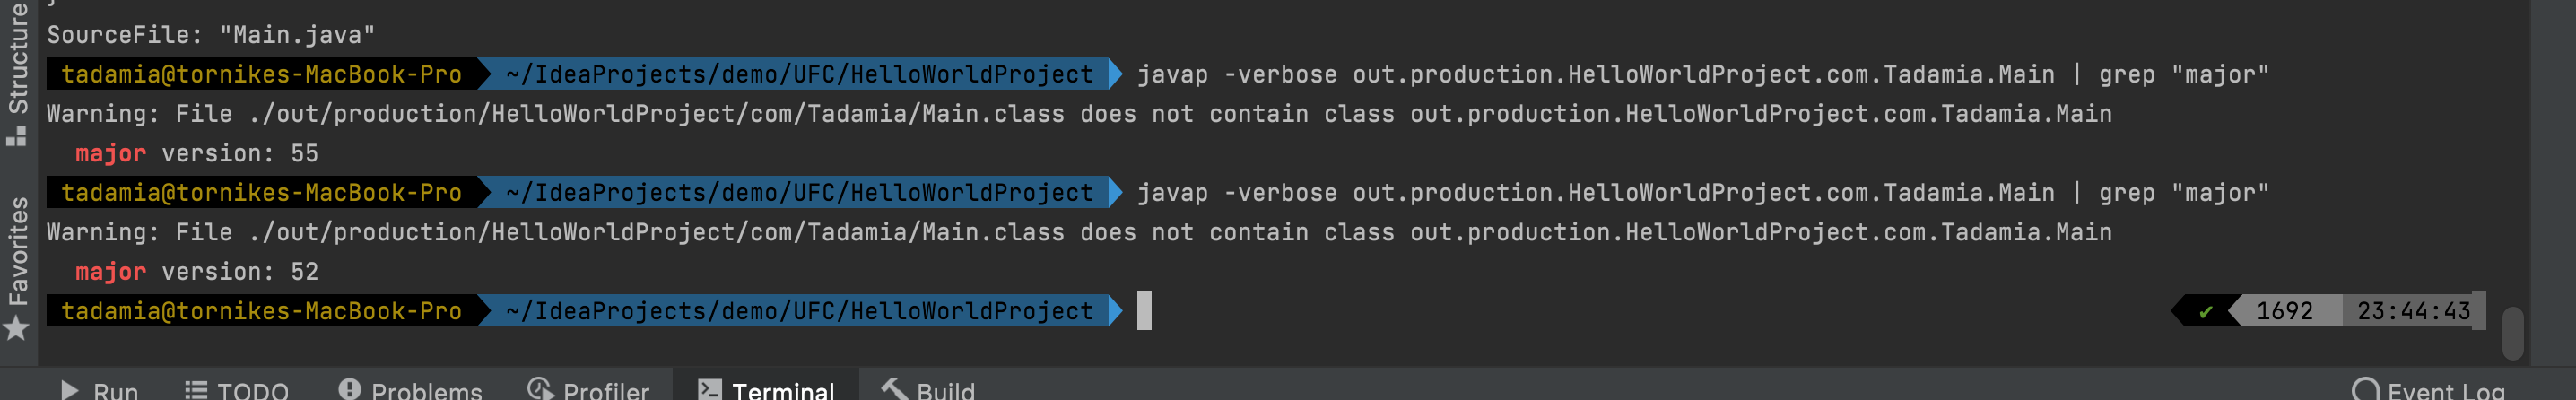 Structure
Favorites
SourceFile: "Main.java"
tadamia@tornikes-MacBook-Pro ~/IdeaProjects/demo/UFC/HelloWorldProject javap -verbose out.production.HelloWorldProject.com.Tadamia.Main | grep "major"
Warning: File ./out/production/HelloWorldProject/com/Tadamia/Main.class does not contain class out.production.HelloWorldProject.com.Tadamia.Main
major version: 55
tadamia@tornikes-MacBook-Pro ~/IdeaProjects/demo/UFC/HelloWorldProject javap -verbose out.production.HelloWorldProject.com.Tadamia.Main | grep "major"
Warning: File ./out/production/HelloWorldProject/com/Tadamia/Main.class does not contain class out.production.HelloWorldProject.com.Tadamia.Main
major version: 52
tadamia@tornikes-MacBook-Pro ~/IdeaProjects/demo/UFC/HelloWorldProject ✔ 1692 23:44:43
Run TODO Problems Profiler Terminal Build Event Log